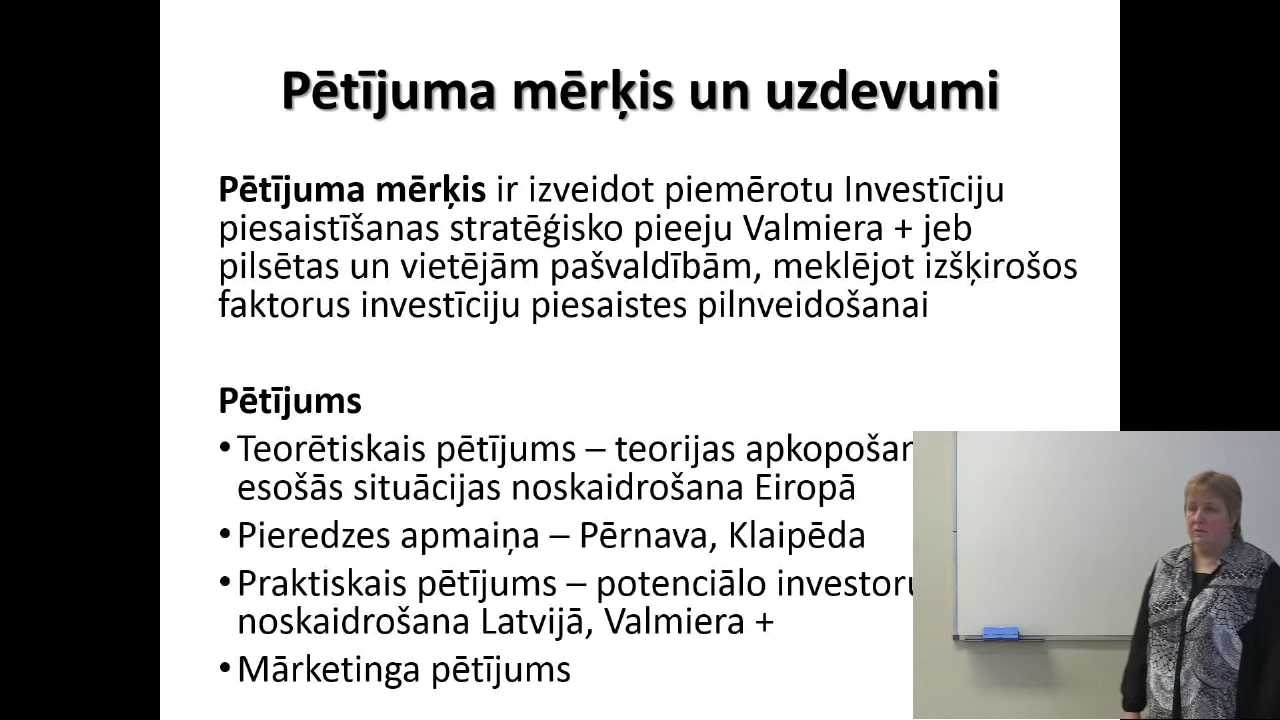 Pētījuma mērķis un uzdevumi
Pētījuma mērķis ir izveidot piemērotu Investīciju
piesaistīšanas stratēģisko pieeju Valmiera + jeb
pilsētas un vietējām pašvaldībām, meklējot izšķirošos
faktorus investīciju piesaistes pilnveidošanai
Pētījums
•Teorētiskais pētījums – teorijas
esošās situācijas noskaidrošana Eiropā
•Pieredzes apmaiņa – Pērnava, Klaipēda
•Praktiskais pētījums – potenciālo
noskaidrošana Latvijā, Valmiera +
•Mārketinga pētījums